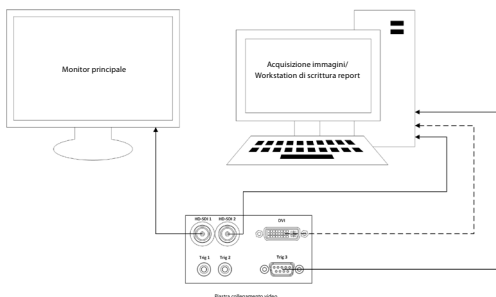 Monitor principale
Acquisizione immagini/
Workstation di scrittura report
HD-SDI 1 HD-SDI 2 DVI
Trig 1 Trig 2 Trig 3
Piastra collegamento video